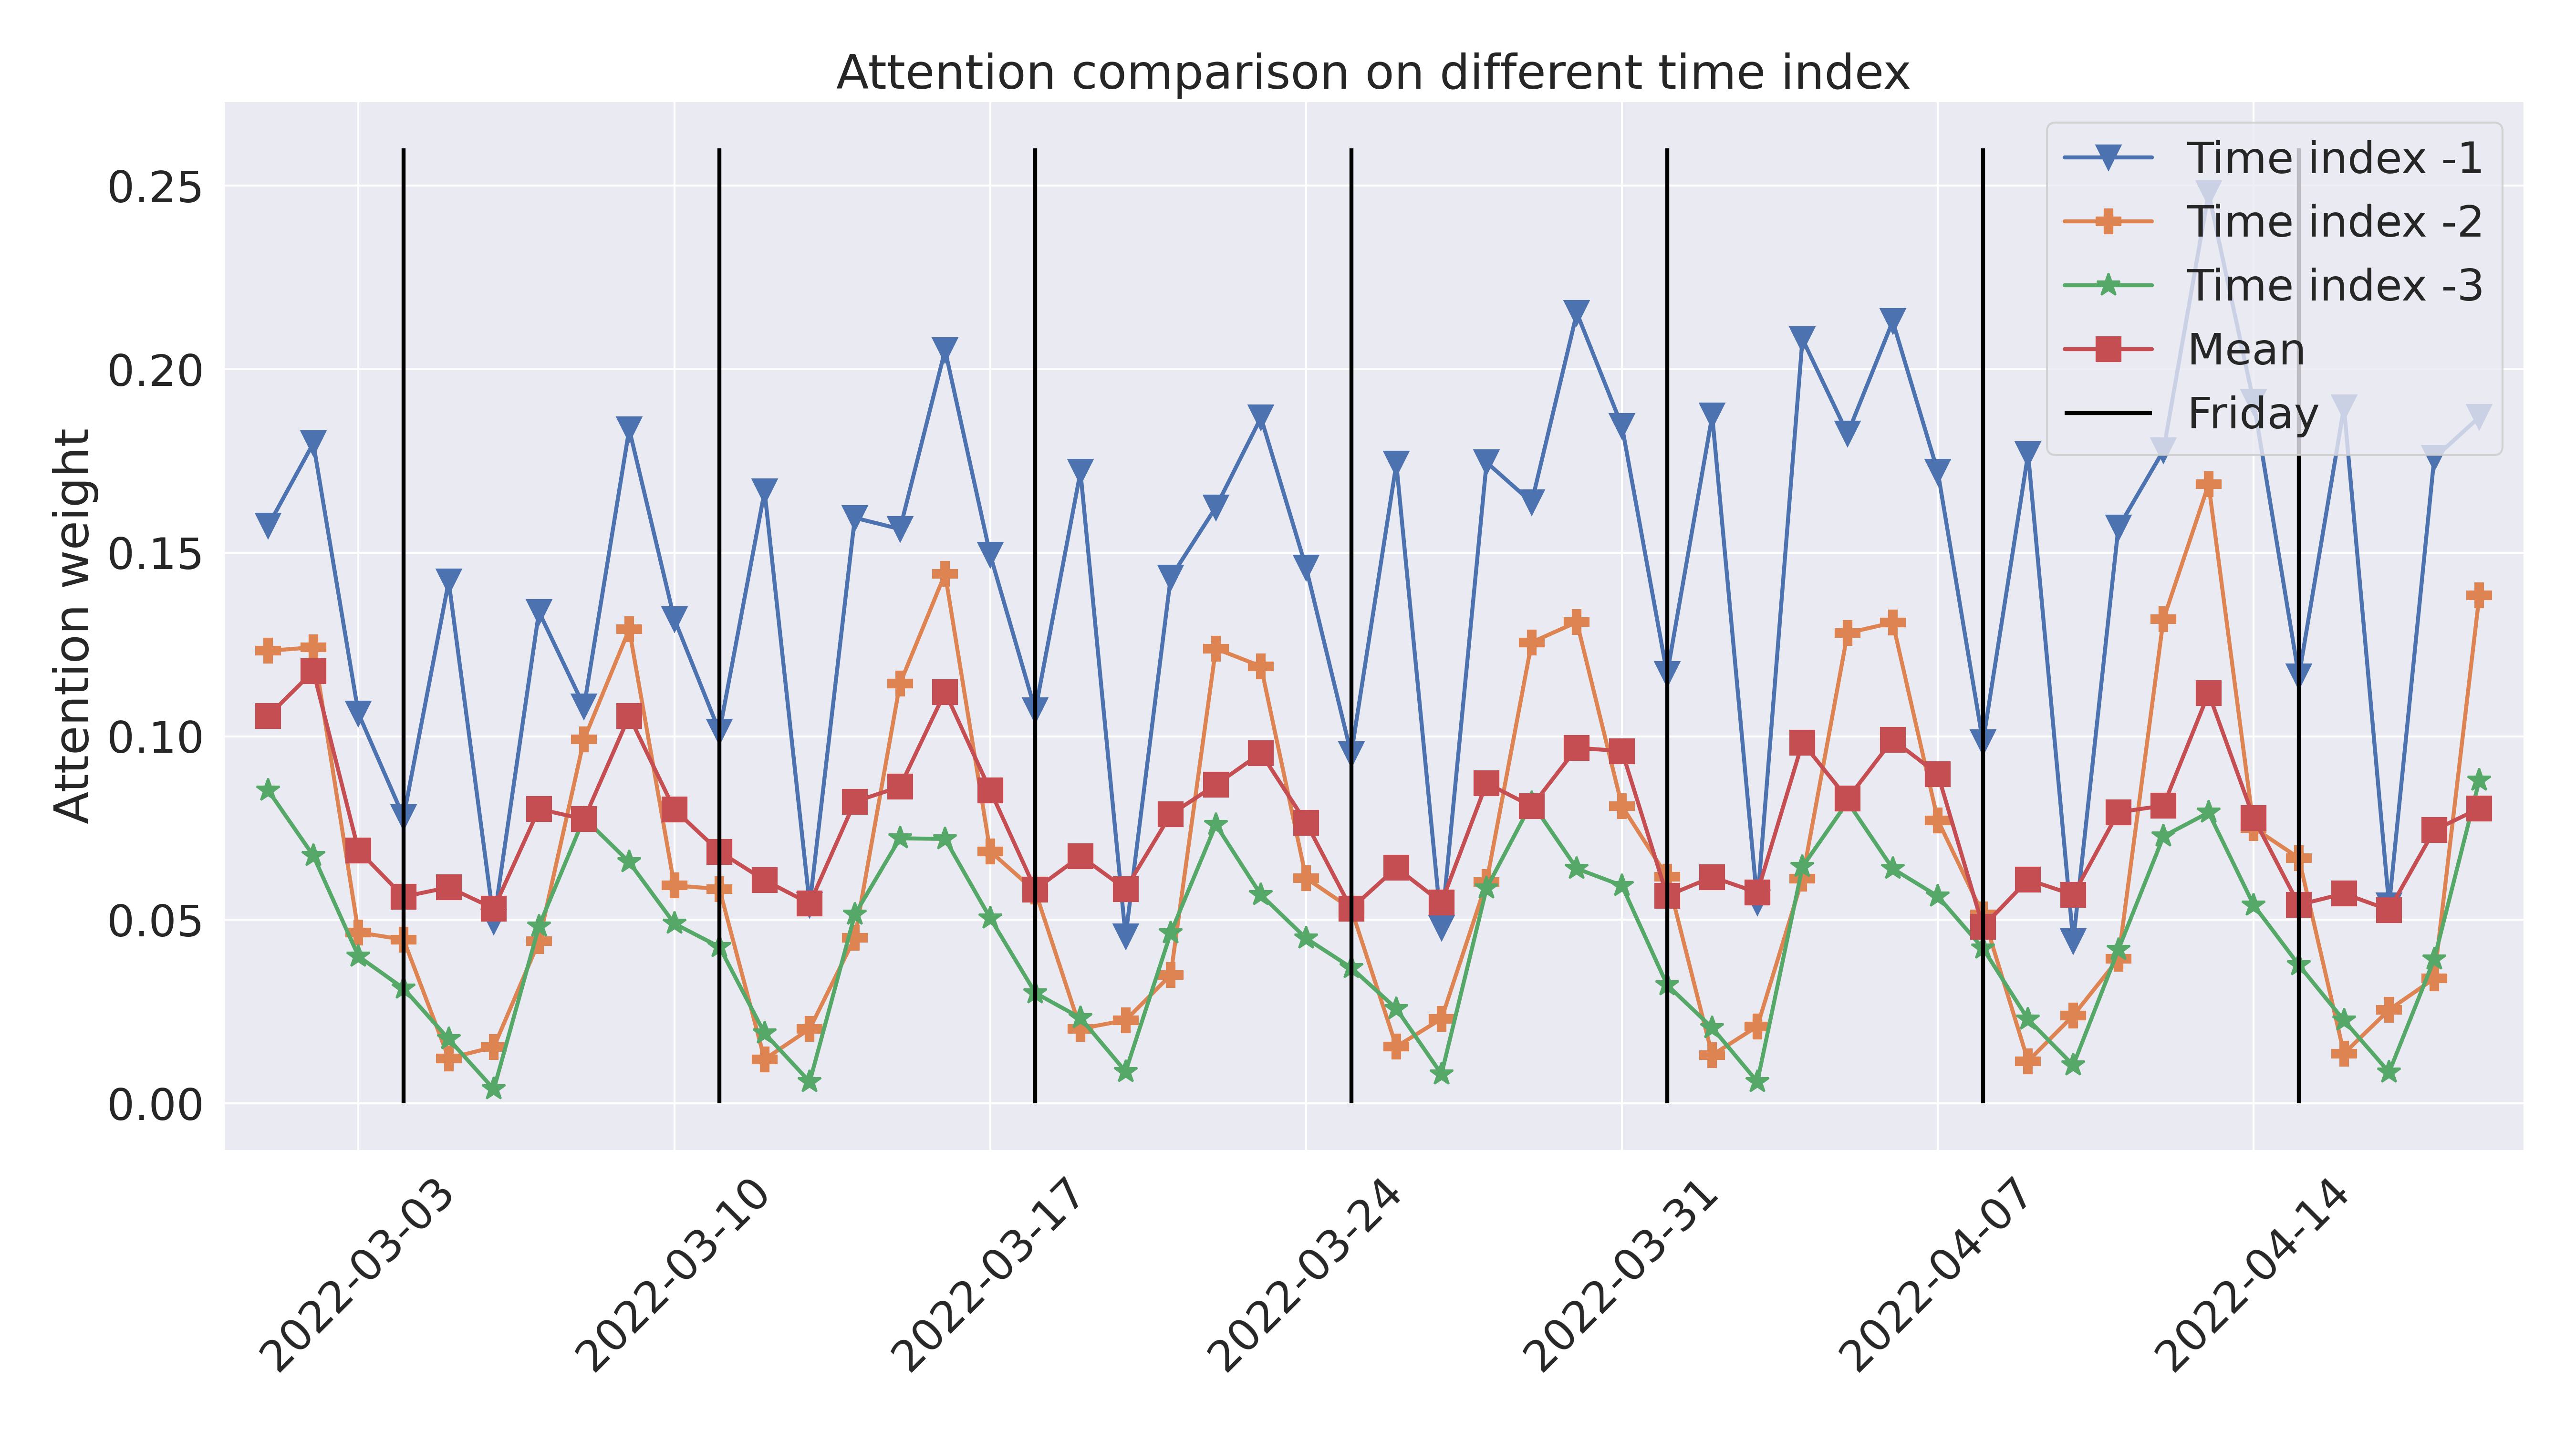 Attention comparison on different time index
Attention weight
0.25
0.20
0.15
0.10
0.05
0.00
Time index -1
Time index -2
Time index -3
Mean
Friday
2022-03-03
2022-03-10
2022-03-17
2022-03-24
2022-03-31
2022-04-07
2022-04-14